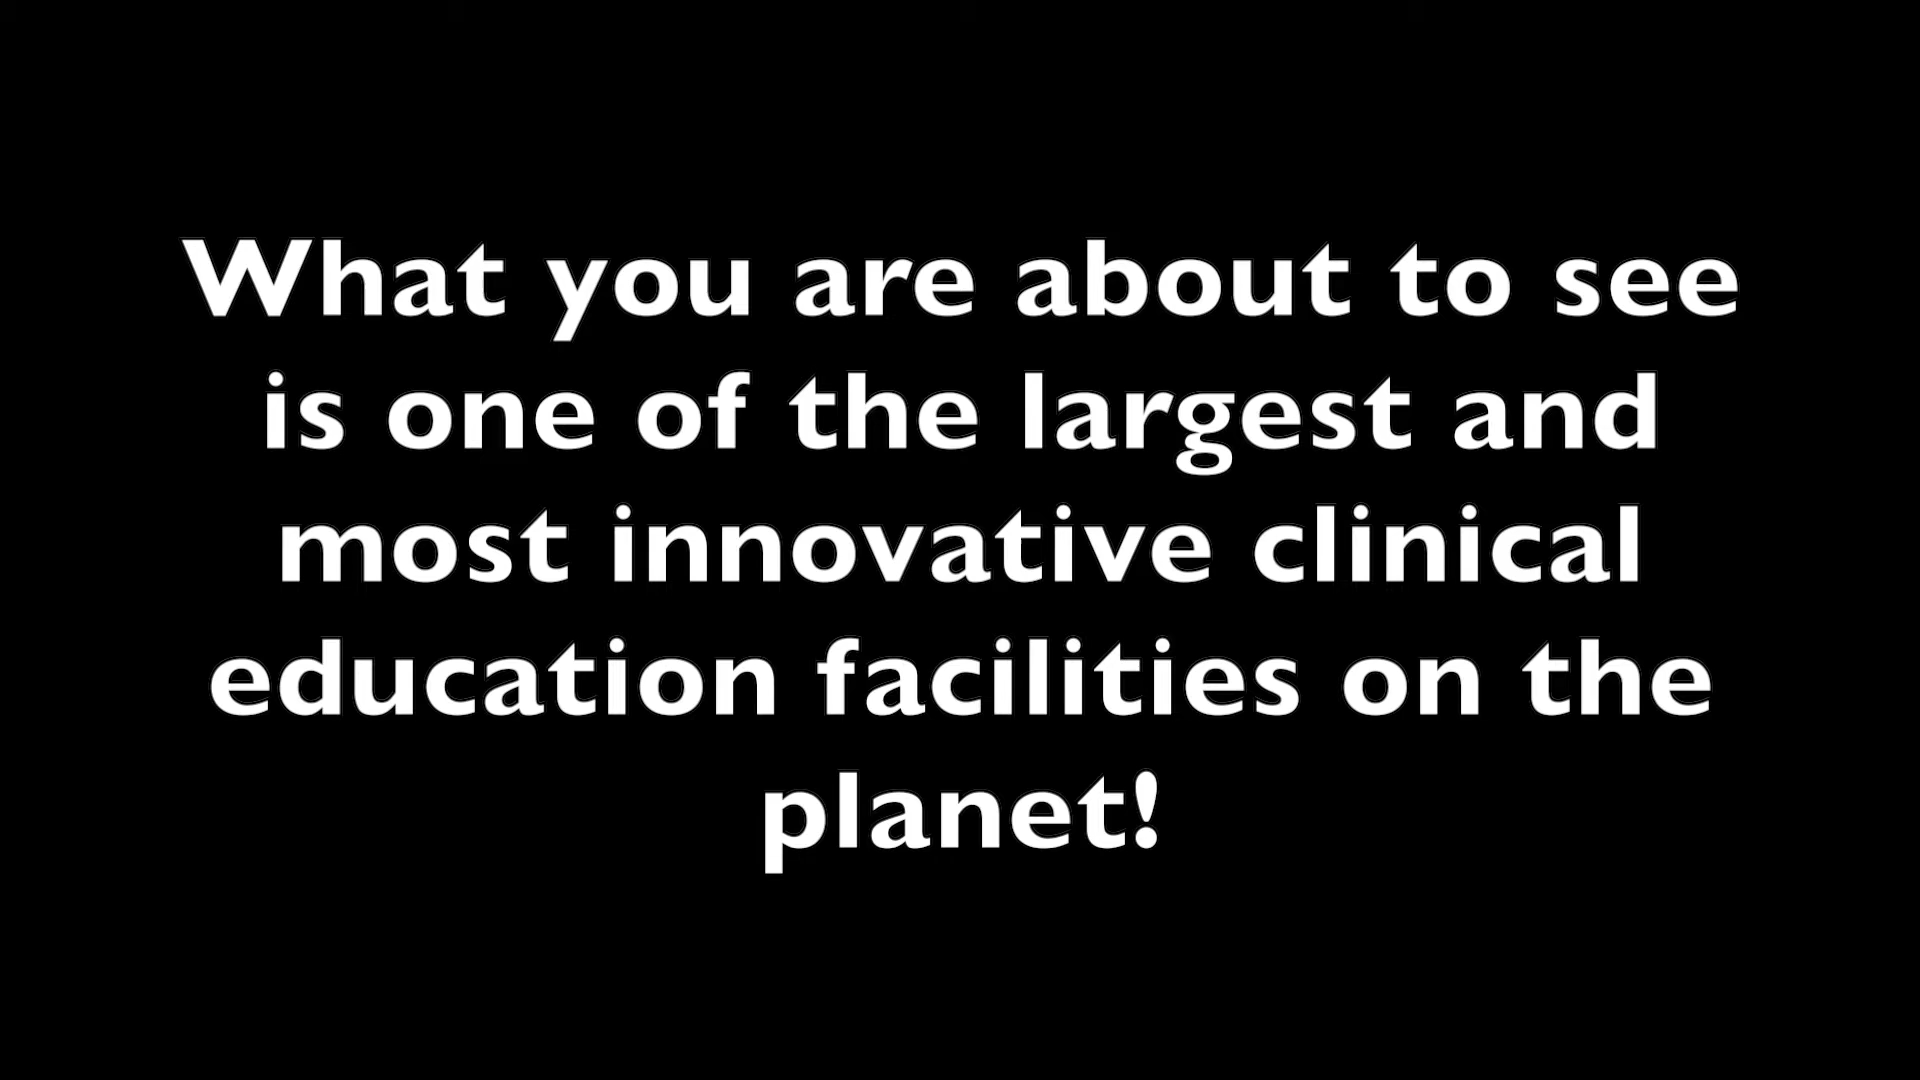 What you are about to see
is one of the largest and
most innovative clinical
education facilities on the
planet!